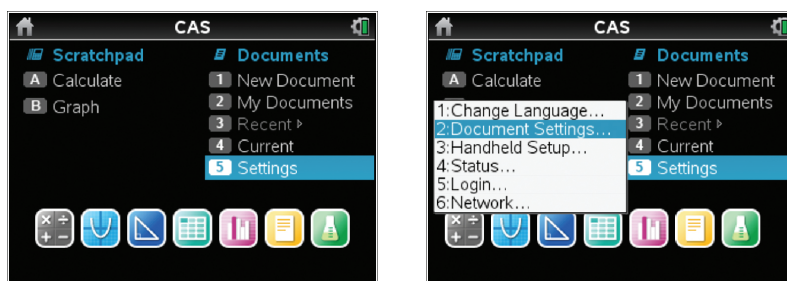 CAS
Scratchpad
A Calculate
B Graph
Documents
1 New Document
2 My Documents
3 Recent ▸
4 Current
5 Settings
CAS
Scratchpad
A Calculate
1:Change Language...
2:Document Settings...
3:Handheld Setup...
4:Status...
5:Login...
6:Network...
Documents
1 New Document
2 My Documents
3 Recent ▸
4 Current
5 Settings